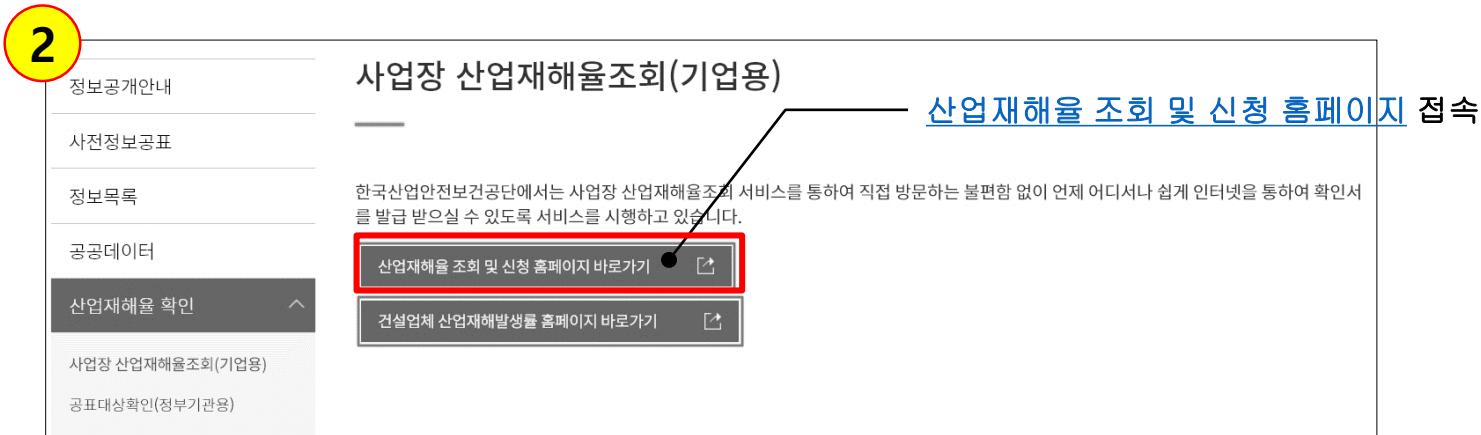 2
정보공개안내
사전정보공표
정보목록
공공데이터
산업재해율 확인
사업장 산업재해율조회(기업용)
공표대상확인(정부기관용)
사업장 산업재해율조회(기업용)
산업재해율 조회 및 신청 홈페이지 접속
한국산업안전보건공단에서는 사업장 산업재해율조회 서비스를 통하여 직접 방문하는 불편함 없이 언제 어디서나 쉽게 인터넷을 통하여 확인서
를 발급 받으실 수 있도록 서비스를 시행하고 있습니다.
산업재해율 조회 및 신청 홈페이지 바로가기
건설업체 산업재해발생률 홈페이지 바로가기